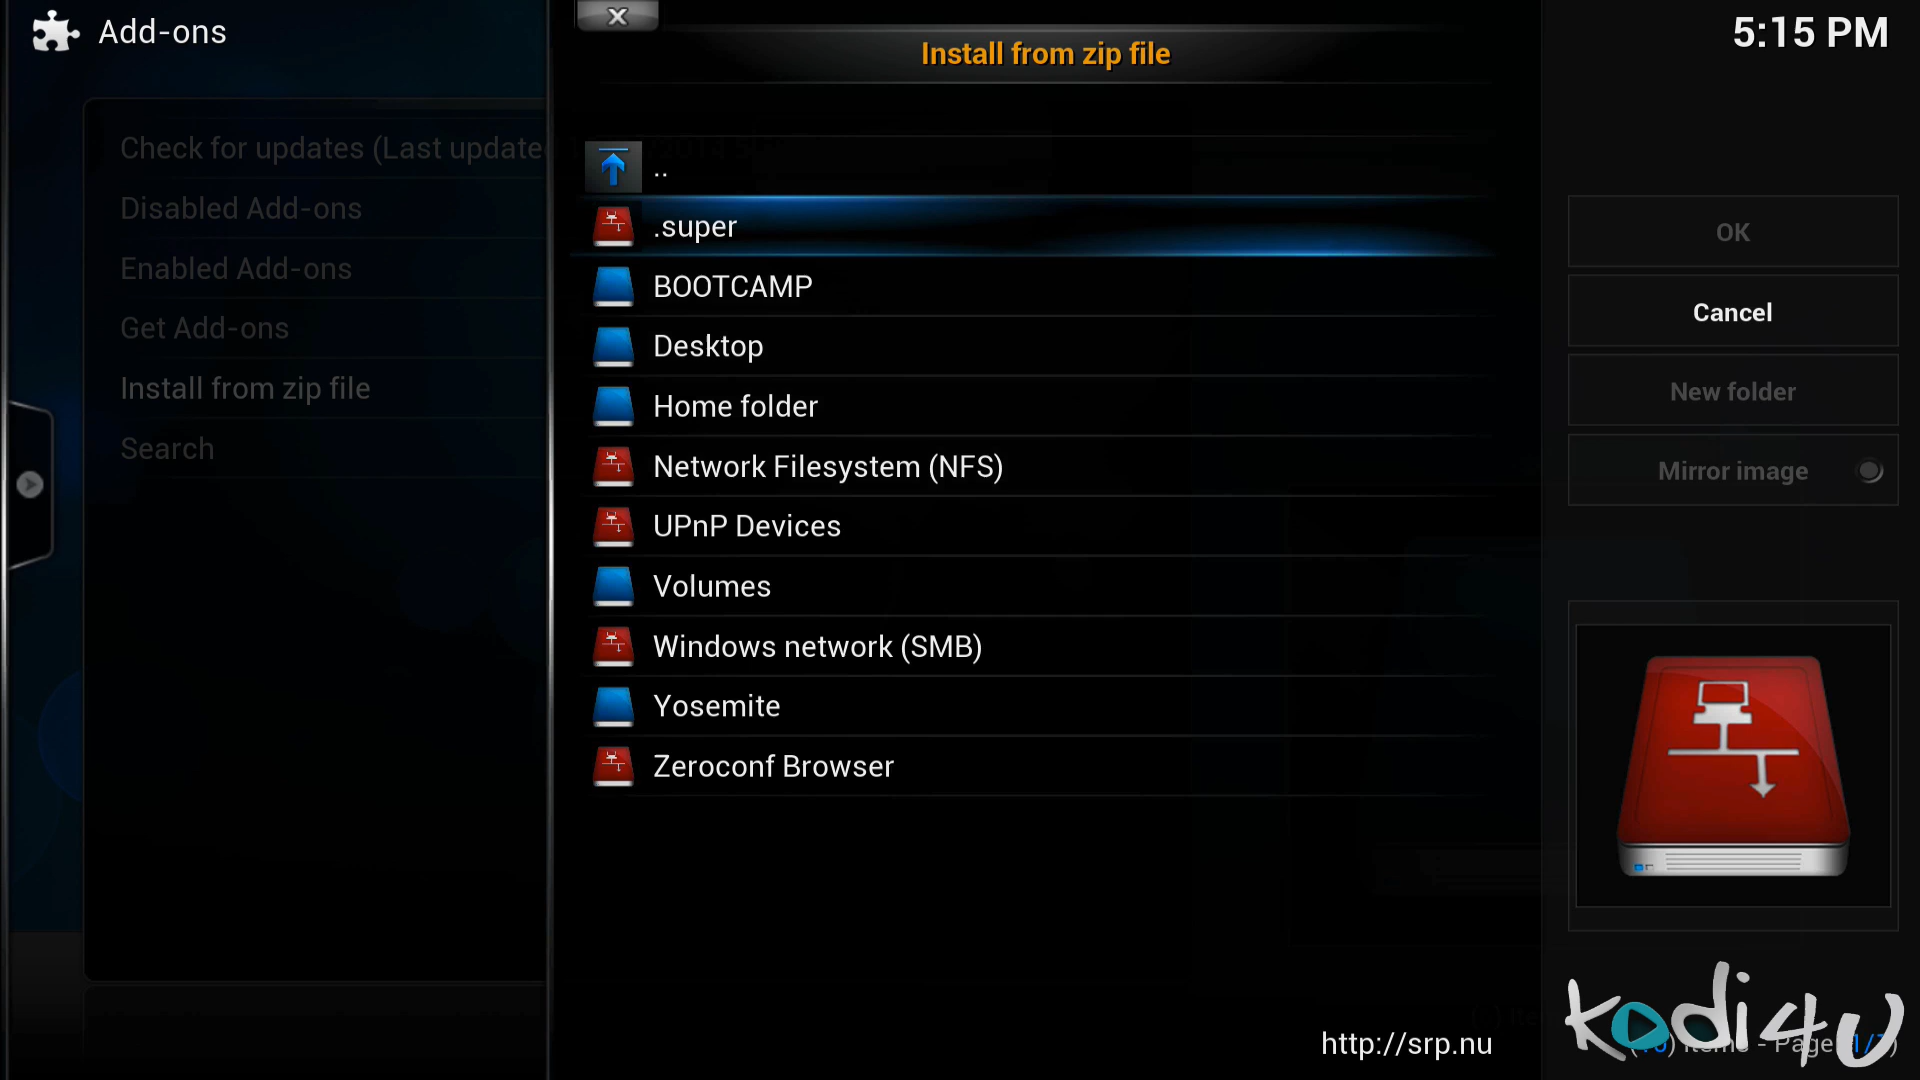 Add-ons
Install from zip file
5:15 PM
Check for updates (Last update
Disabled Add-ons
Enabled Add-ons
Get Add-ons
Install from zip file
Search
..
.super
BOOTCAMP
Desktop
Home folder
Network Filesystem (NFS)
UPnP Devices
Volumes
Windows network (SMB)
Yosemite
Zeroconf Browser
OK
Cancel
New folder
Mirror image
http://srp.nu
kodi4U
items - Page